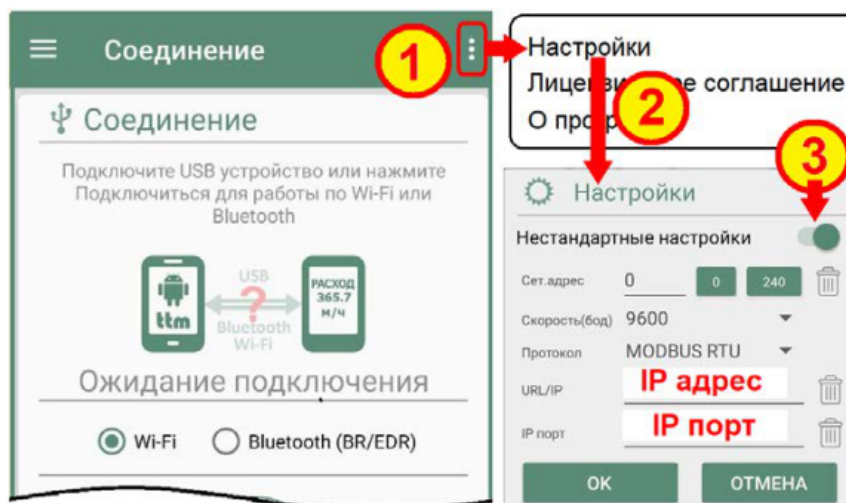 Соединение
1
Соединение
Подключите USB устройство или нажмите
Подключиться для работы по Wi-Fi или
Bluetooth
ttm
USB
?
Bluetooth
Wi-Fi
РАСХОД
365.7
м/ч
Ожидание подключения
Wi-Fi
Bluetooth (BR/EDR)
Настройки
соглашение
О
2
3
Настройки
Нестандартные настройки
Сет.адрес 0 0 240
Скорость(бод) 9600
Протокол MODBUS RTU
URL/IP IP адрес
IP порт IP порт
OK ОТМЕНА